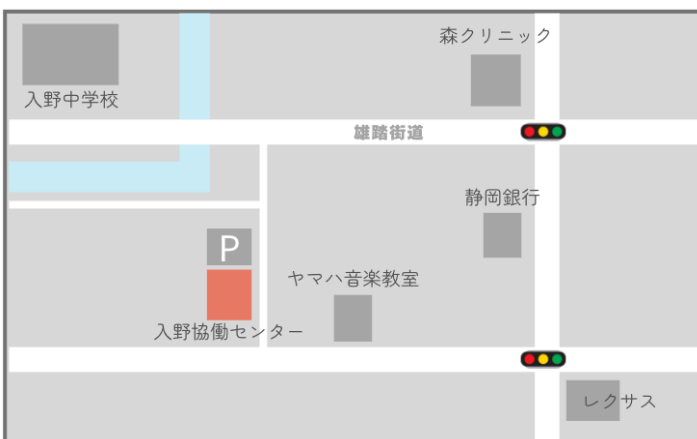 森クリニック
入野中学校
雄踏街道
静岡銀行
P
ヤマハ音楽教室
入野協働センター
レクサス